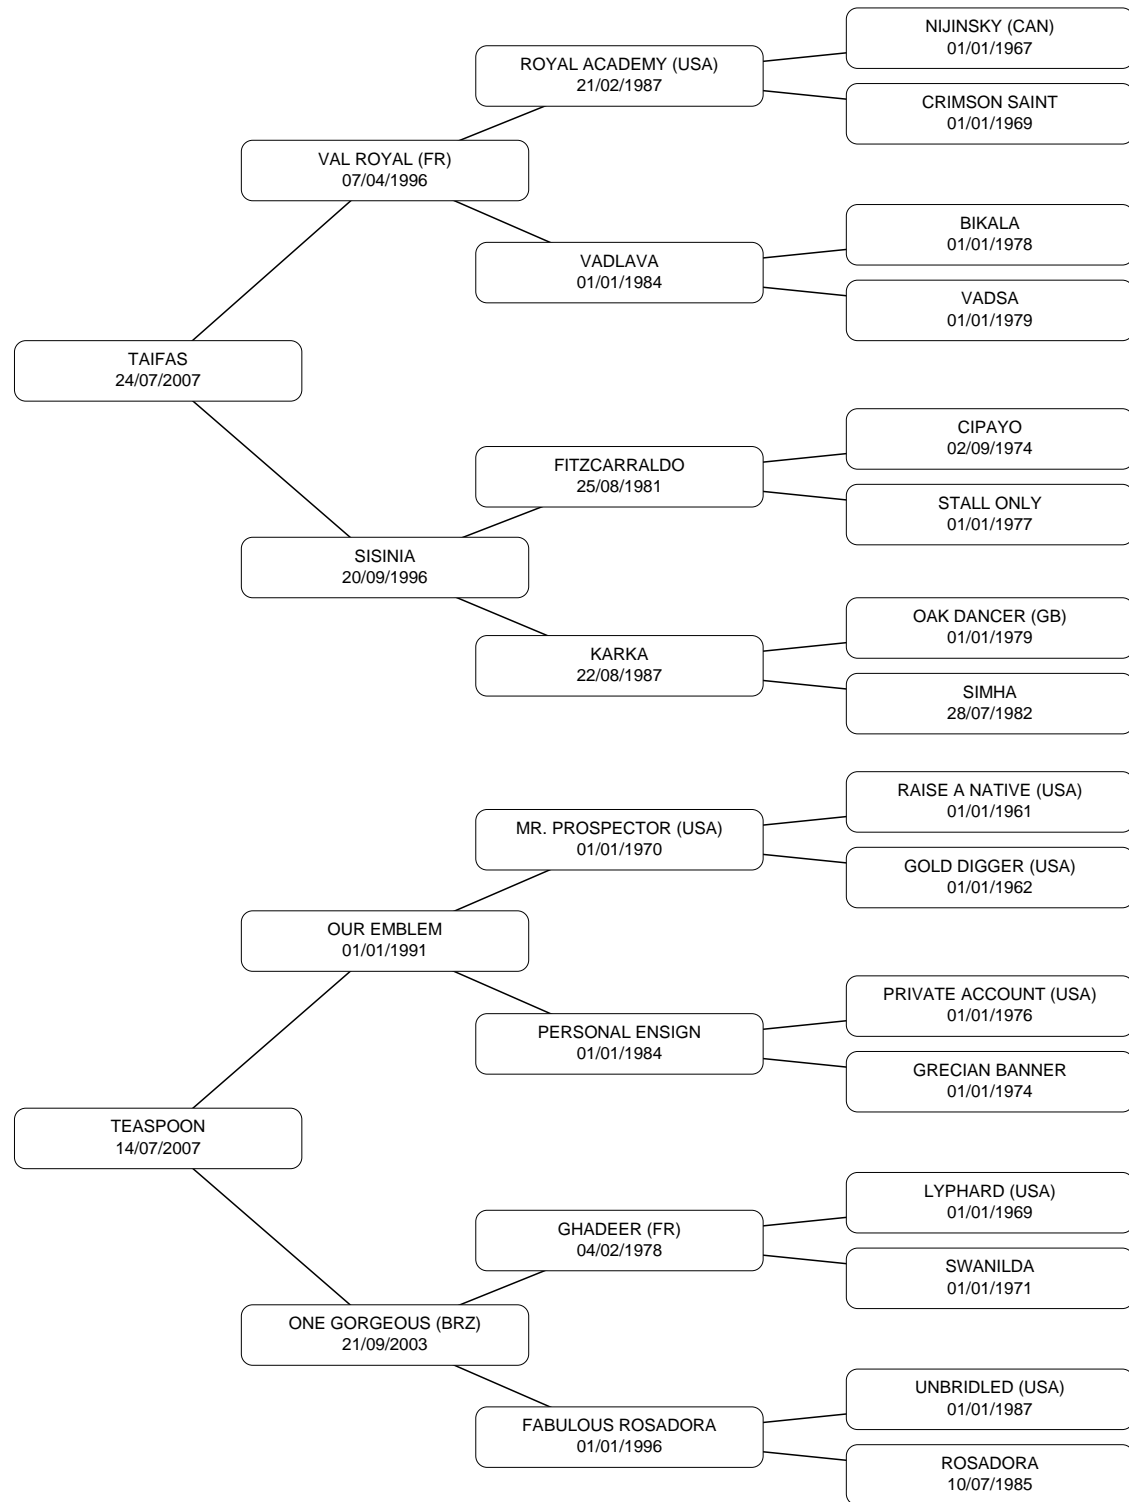 NIJINSKY (CAN)
01/01/1967
ROYAL ACADEMY (USA)
21/02/1987
CRIMSON SAINT
01/01/1969
VAL ROYAL (FR)
07/04/1996
BIKALA
01/01/1978
VADLAVA
01/01/1984
VADSA
01/01/1979
TAIFAS
24/07/2007
CIPAYO
02/09/1974
FITZCARRALDO
25/08/1981
STALL ONLY
01/01/1977
SISINIA
20/09/1996
OAK DANCER (GB)
01/01/1979
KARKA
22/08/1987
SIMHA
28/07/1982
RAISE A NATIVE (USA)
01/01/1961
MR. PROSPECTOR (USA)
01/01/1970
GOLD DIGGER (USA)
01/01/1962
OUR EMBLEM
01/01/1991
PRIVATE ACCOUNT (USA)
01/01/1976
PERSONAL ENSIGN
01/01/1984
GRECIAN BANNER
01/01/1974
TEASPOON
14/07/2007
LYPHARD (USA)
01/01/1969
GHADEER (FR)
04/02/1978
SWANILDA
01/01/1971
ONE GORGEOUS (BRZ)
21/09/2003
UNBRIDLED (USA)
01/01/1987
FABULOUS ROSADORA
01/01/1996
ROSADORA
10/07/1985